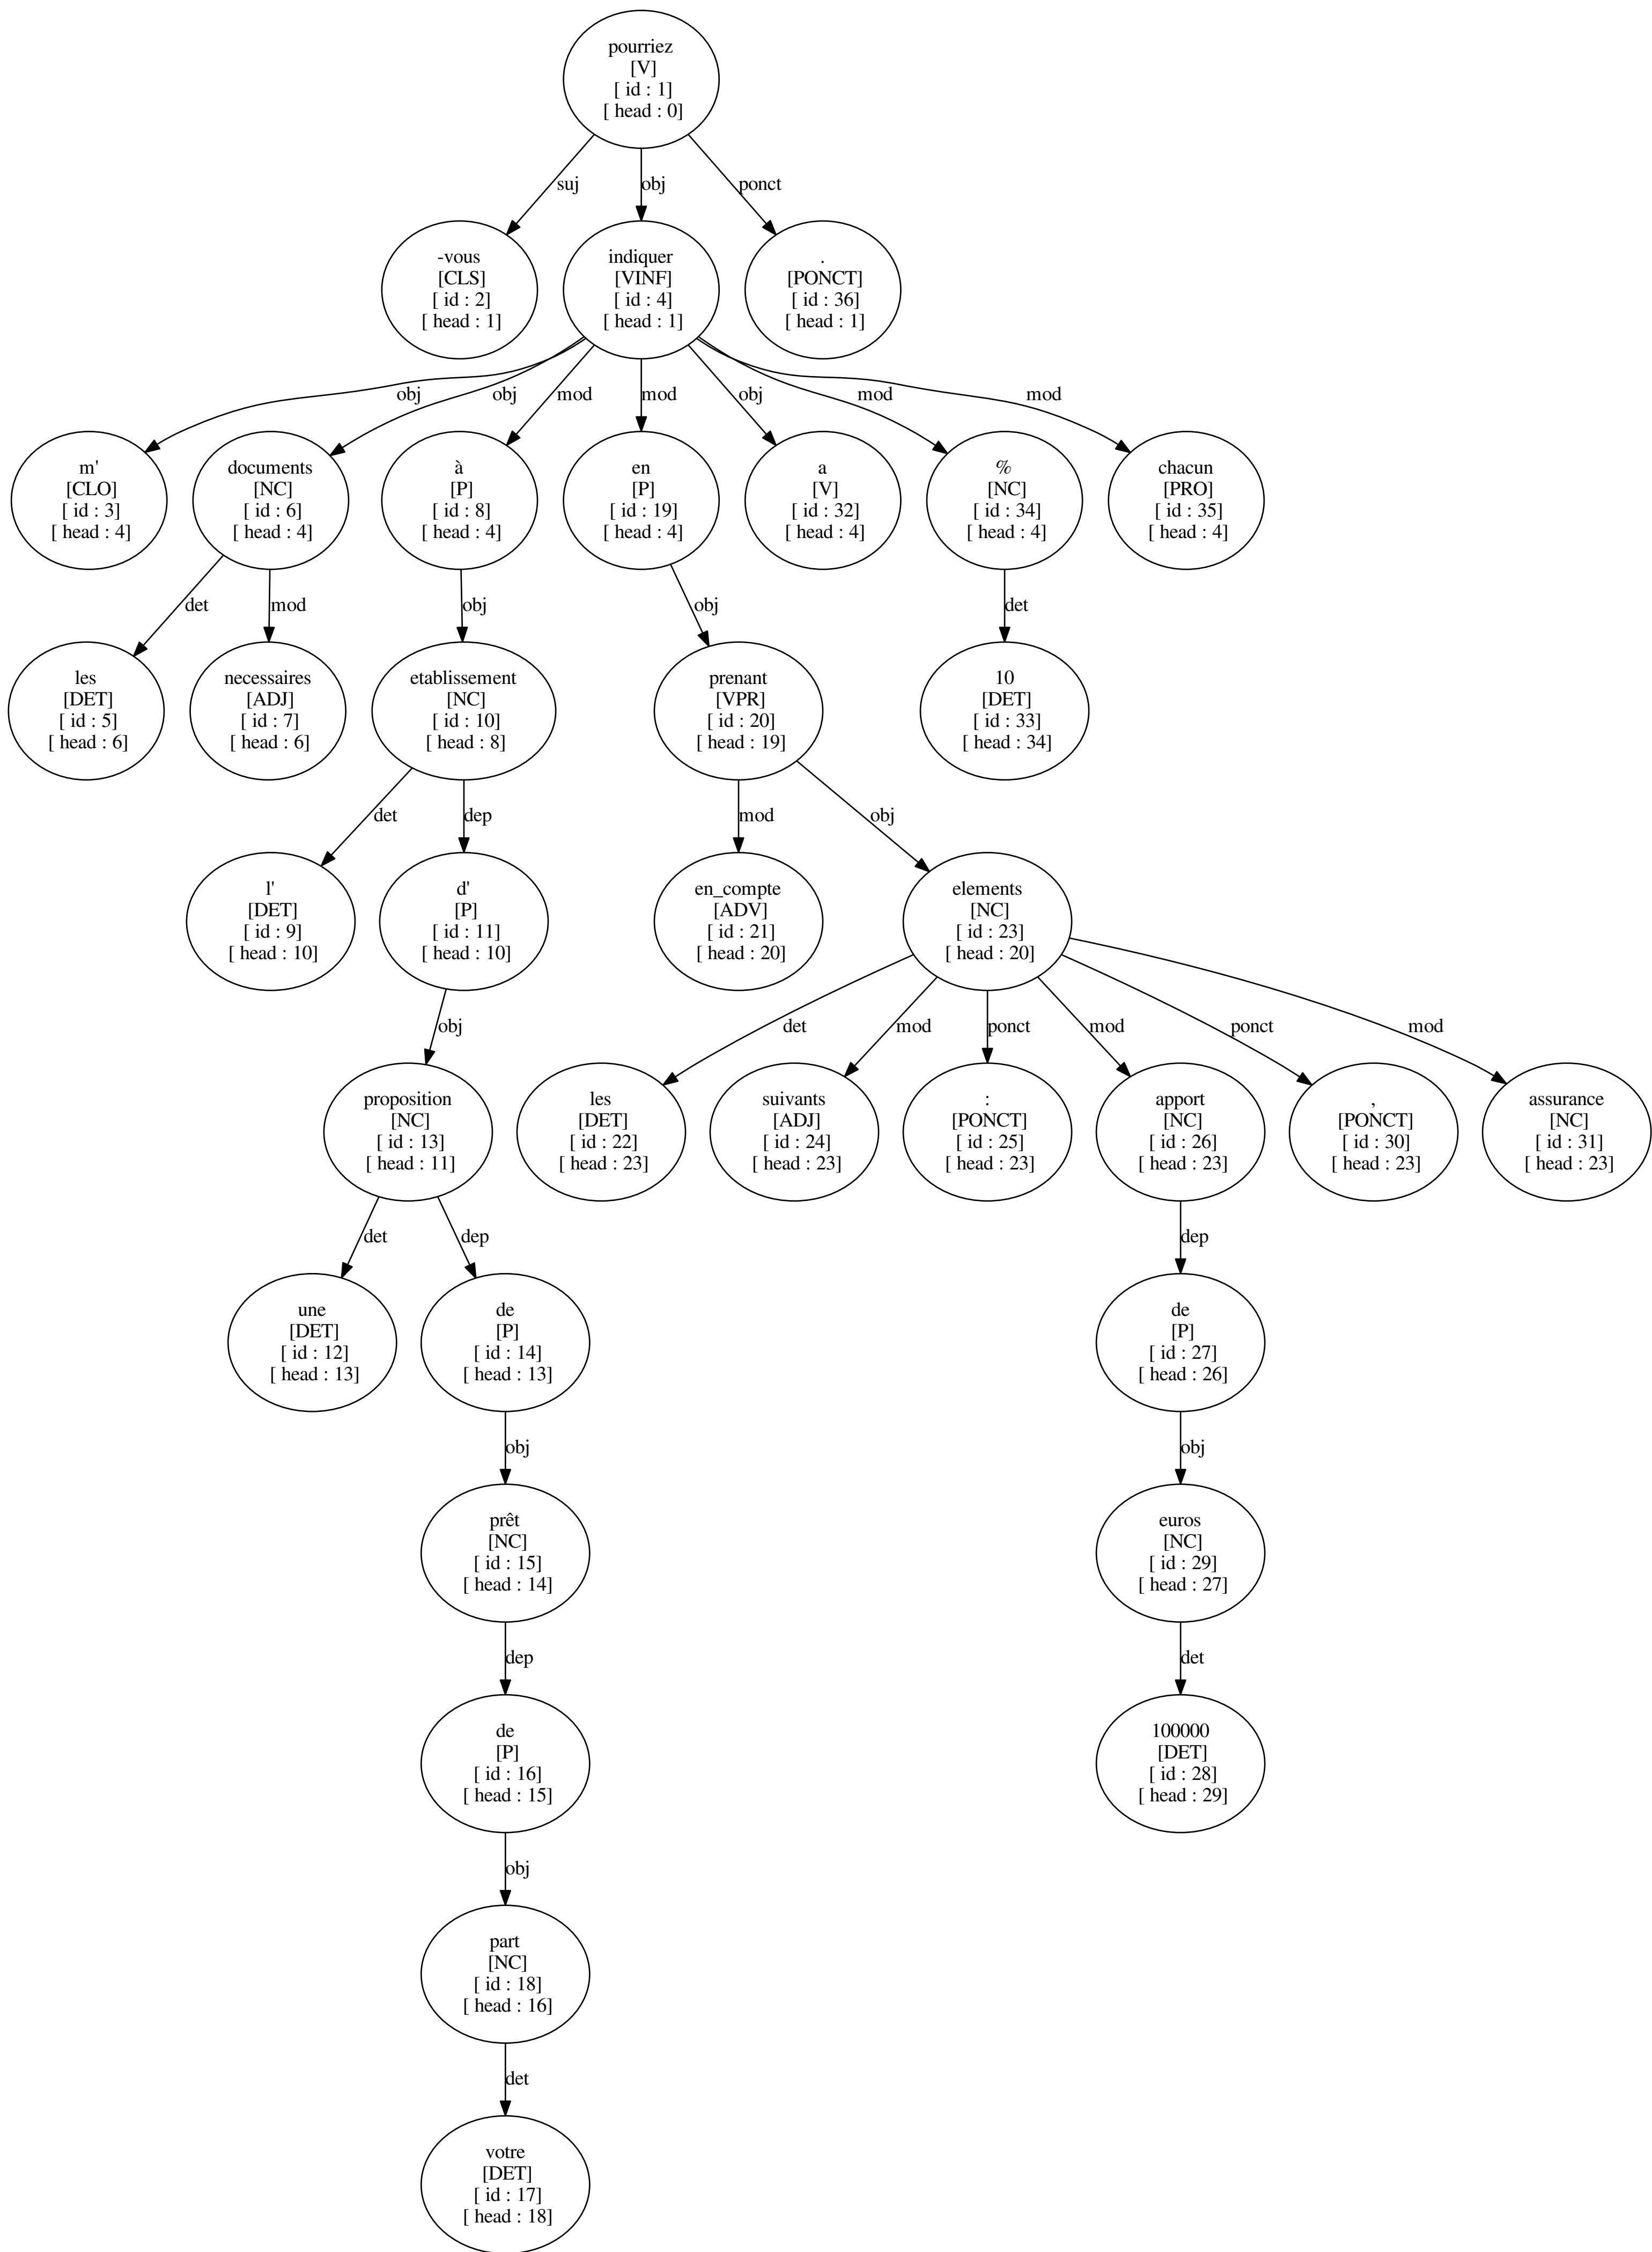 pourriez
[V]
[ id : 1]
[ head : 0]
suj
obj
ponct
-vous
[CLS]
[ id : 2]
[ head : 1]
indiquer
[VINF]
[ id : 4]
[ head : 1]
.
[PONCT]
[ id : 36]
[ head : 1]
obj
obj
mod
mod
obj
mod
mod
m'
[CLO]
[ id : 3]
[ head : 4]
documents
[NC]
[ id : 6]
[ head : 4]
à
[P]
[ id : 8]
[ head : 4]
en
[P]
[ id : 19]
[ head : 4]
a
[V]
[ id : 32]
[ head : 4]
%
[NC]
[ id : 34]
[ head : 4]
chacun
[PRO]
[ id : 35]
[ head : 4]
det
mod
obj
obj
det
les
[DET]
[ id : 5]
[ head : 6]
necessaires
[ADJ]
[ id : 7]
[ head : 6]
etablissement
[NC]
[ id : 10]
[ head : 8]
prenant
[VPR]
[ id : 20]
[ head : 19]
10
[DET]
[ id : 33]
[ head : 34]
det
dep
mod
obj
l'
[DET]
[ id : 9]
[ head : 10]
d'
[P]
[ id : 11]
[ head : 10]
en_compte
[ADV]
[ id : 21]
[ head : 20]
elements
[NC]
[ id : 23]
[ head : 20]
obj
det
mod
ponct
mod
ponct
mod
proposition
[NC]
[ id : 13]
[ head : 11]
les
[DET]
[ id : 22]
[ head : 23]
suivants
[ADJ]
[ id : 24]
[ head : 23]
:
[PONCT]
[ id : 25]
[ head : 23]
apport
[NC]
[ id : 26]
[ head : 23]
,
[PONCT]
[ id : 30]
[ head : 23]
assurance
[NC]
[ id : 31]
[ head : 23]
det
dep
dep
une
[DET]
[ id : 12]
[ head : 13]
de
[P]
[ id : 14]
[ head : 13]
de
[P]
[ id : 27]
[ head : 26]
obj
obj
prêt
[NC]
[ id : 15]
[ head : 14]
euros
[NC]
[ id : 29]
[ head : 27]
dep
det
de
[P]
[ id : 16]
[ head : 15]
100000
[DET]
[ id : 28]
[ head : 29]
obj
part
[NC]
[ id : 18]
[ head : 16]
det
votre
[DET]
[ id : 17]
[ head : 18]